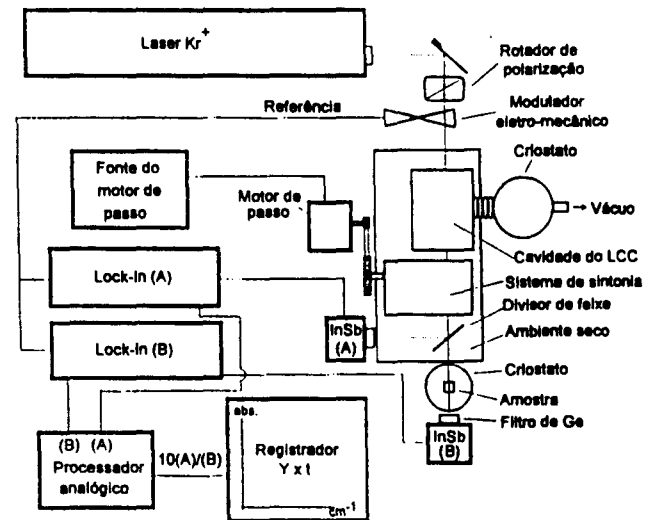 Laser Kr+
Rotador de
polarização
Referência
Modulador
eletro-mecânico
Criostato
Fonte do
motor de
passo
Motor de
passo
→ Vácuo
Cavidade do LCC
Lock-in (A)
Sistema de sintonia
Divisor de feixe
InSb
(A)
Ambiente seco
Lock-in (B)
Criostato
Amostra
Filtro de Ge
abs.
(B) (A)
Processador
analógico
10(A)/(B)
Registrador
Y x t
InSb
(B)
cm-1